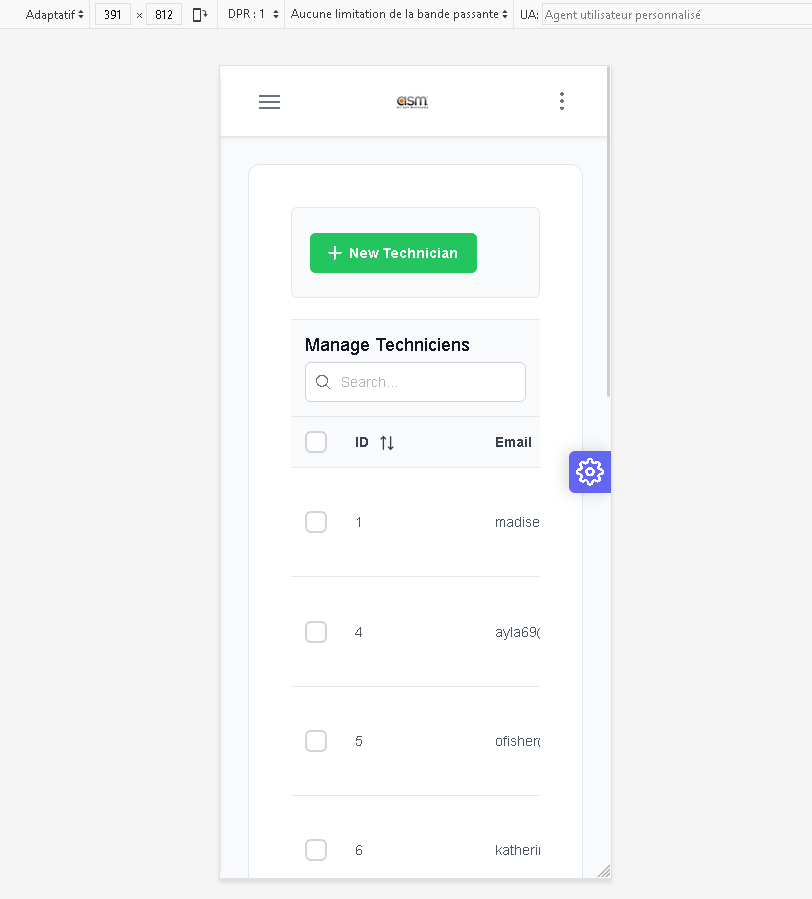 Adaptatif 391 × 812 DPR : 1 Aucune limitation de la bande passante UA: Agent utilisateur personnalisé
asm
New Technician
Manage Techniciens
Search...
ID Email
1 madise
4 ayla69@
5 ofisher@
6 katherin